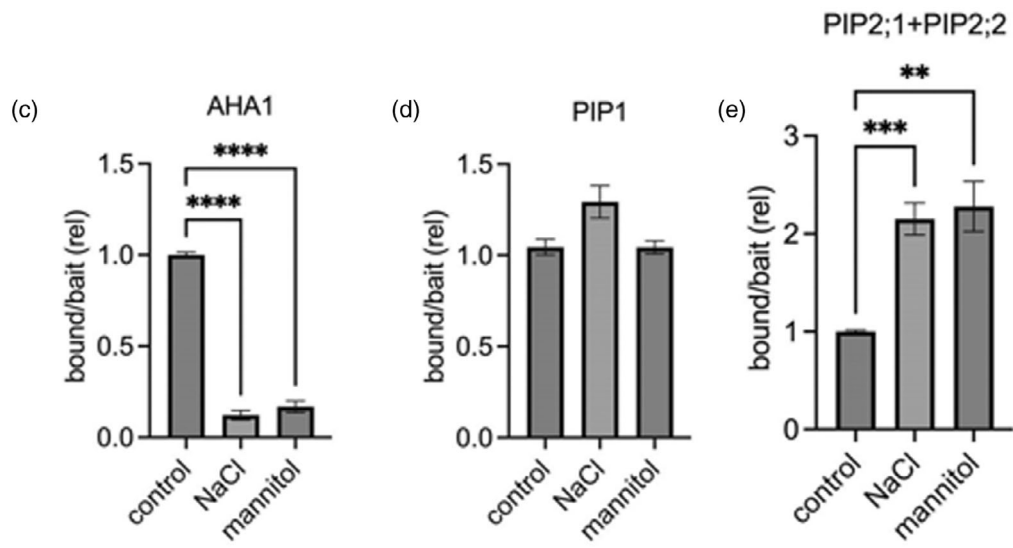 (c)
AHA1
****
****
bound/bait (rel)
1.5
1.0
0.5
0.0
control
NaCl
mannitol
(d)
PIP1
bound/bait (rel)
1.5
1.0
0.5
0.0
control
NaCl
mannitol
(e)
PIP2;1+PIP2;2
**
***
bound/bait (rel)
3
2
1
0
control
NaCl
mannitol